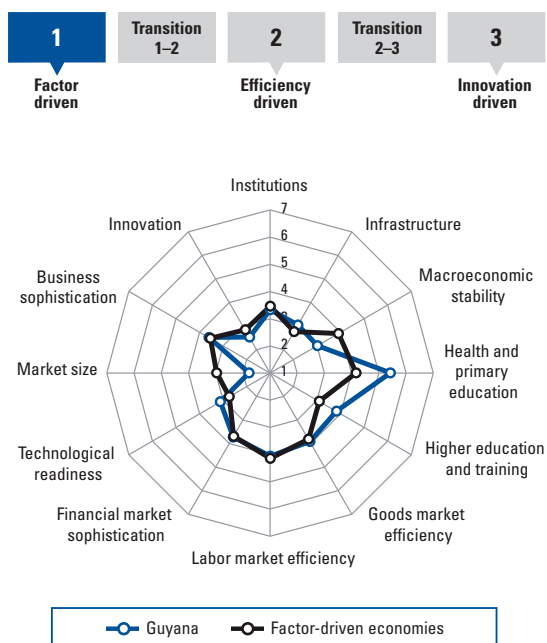 1
Transition
1–2
2
Transition
2–3
3
Factor
driven
Efficiency
driven
Innovation
driven
Institutions
Infrastructure
Macroeconomic
stability
Health and
primary
education
Higher education
and training
Goods market
efficiency
Labor market efficiency
Financial market
sophistication
Technological
readiness
Market size
Business
sophistication
Innovation
7
6
5
4
3
2
1
Guyana
Factor-driven economies